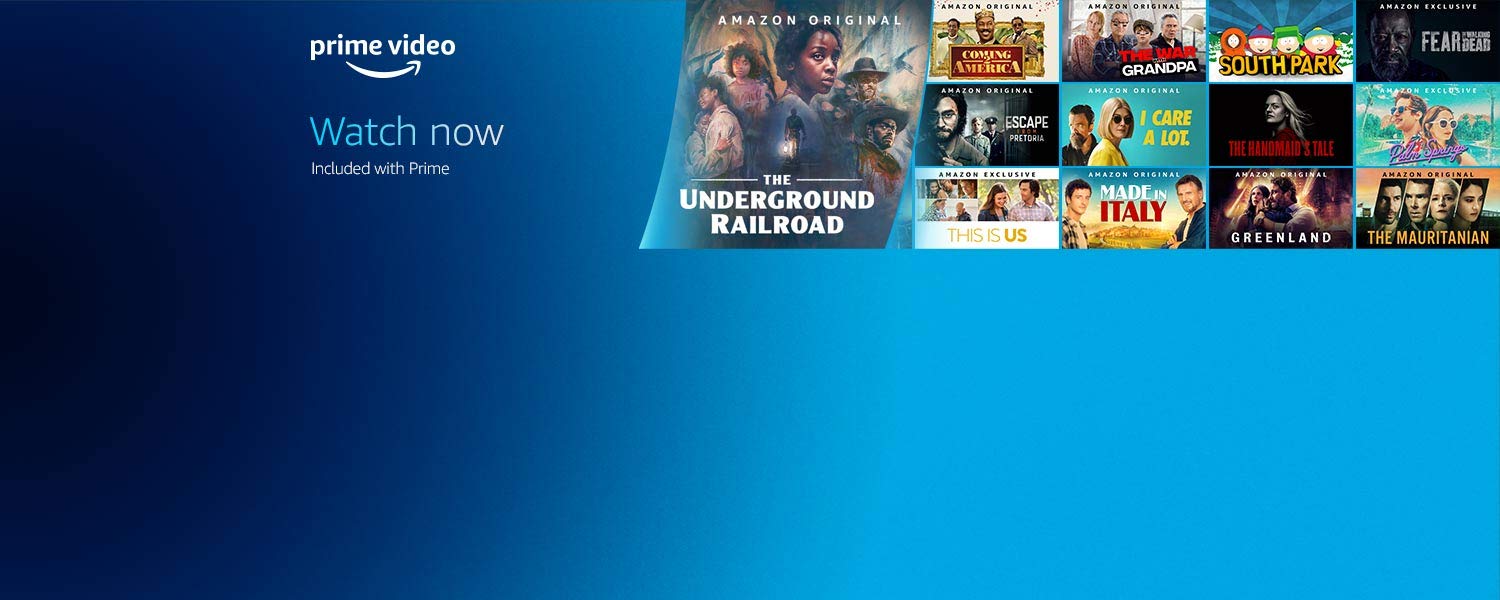 prime video
Watch now
Included with Prime
AMAZON ORIGINAL
THE
UNDERGROUND
RAILROAD
AMAZON ORIGINAL
COMING
AMERICA
AMAZON ORIGINAL
THE WAR
GRANDPA
SOUTH PARK
AMAZON EXCLUSIVE
FEAR THE WALKING
DEAD
AMAZON ORIGINAL
ESCAPE
FROM
PRETORIA
AMAZON ORIGINAL
I CARE
A LOT.
THE HANDMAID'S TALE
AMAZON EXCLUSIVE
Palm Springs
AMAZON EXCLUSIVE
THIS IS US
AMAZON ORIGINAL
MADE IN
ITALY
AMAZON ORIGINAL
GREENLAND
AMAZON ORIGINAL
THE MAURITANIAN